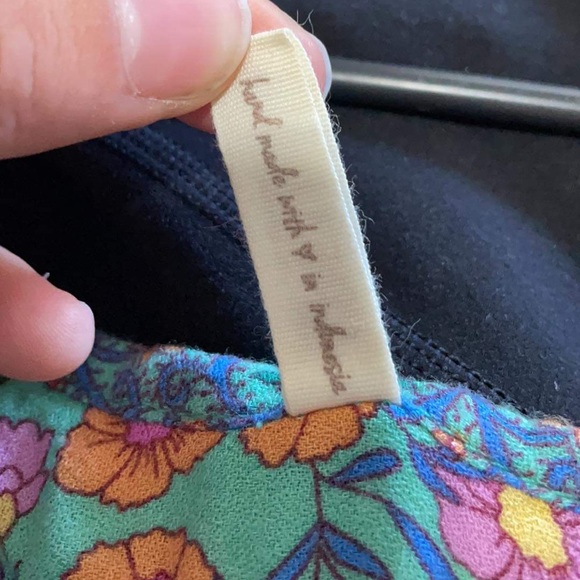 hand made with ♡ in indonesia